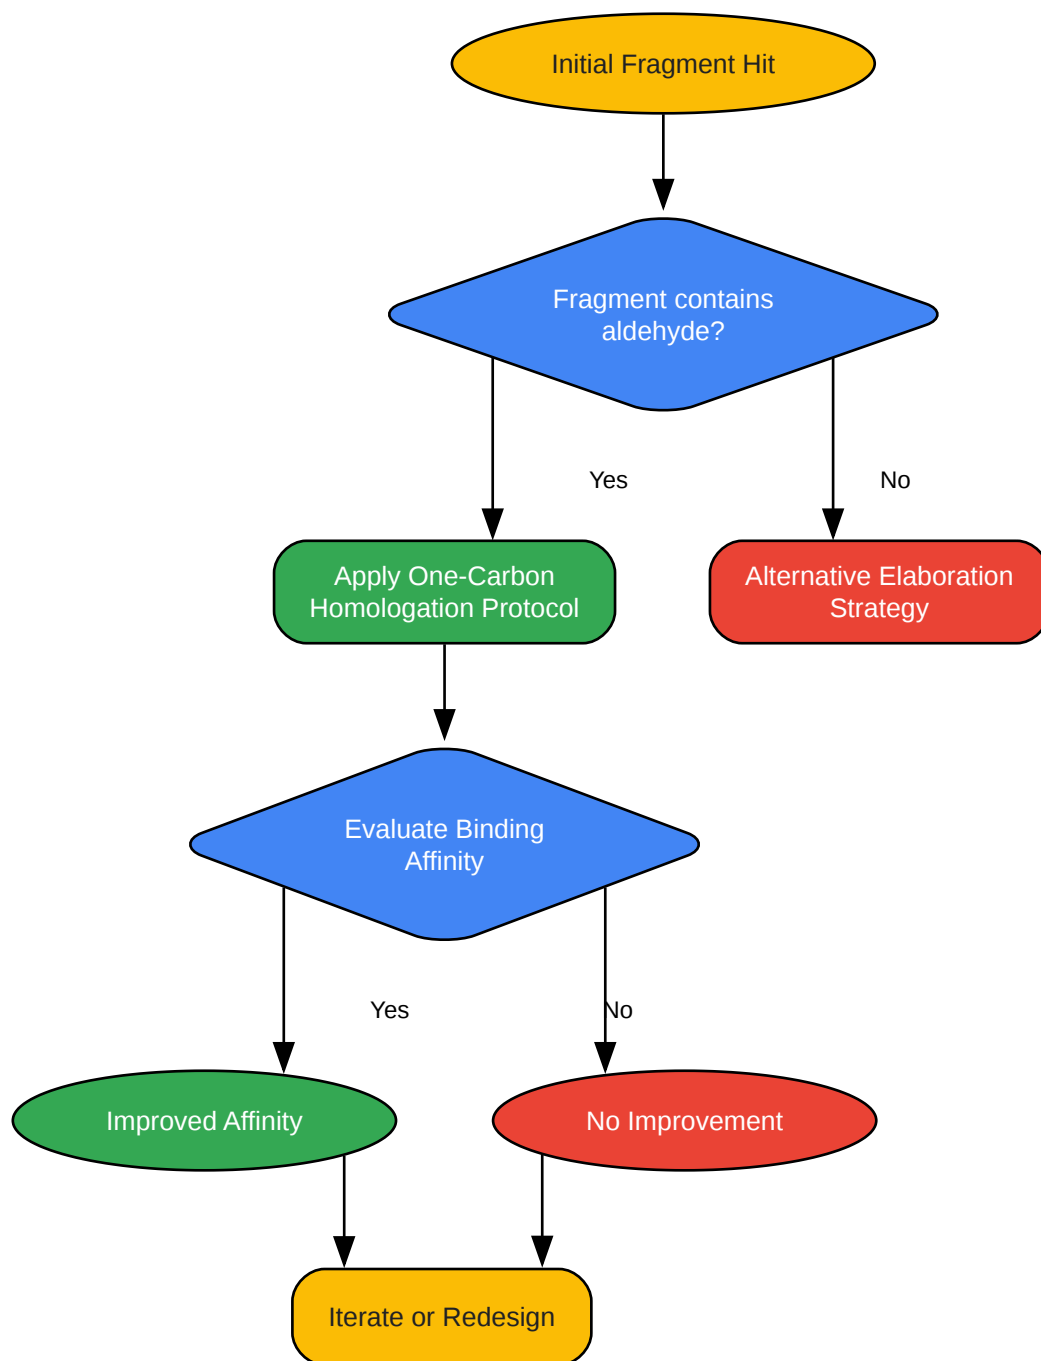 Initial Fragment Hit
Fragment contains
aldehyde?
Yes
No
Apply One-Carbon
Homologation Protocol
Alternative Elaboration
Strategy
Evaluate Binding
Affinity
Yes
No
Improved Affinity
No Improvement
Iterate or Redesign